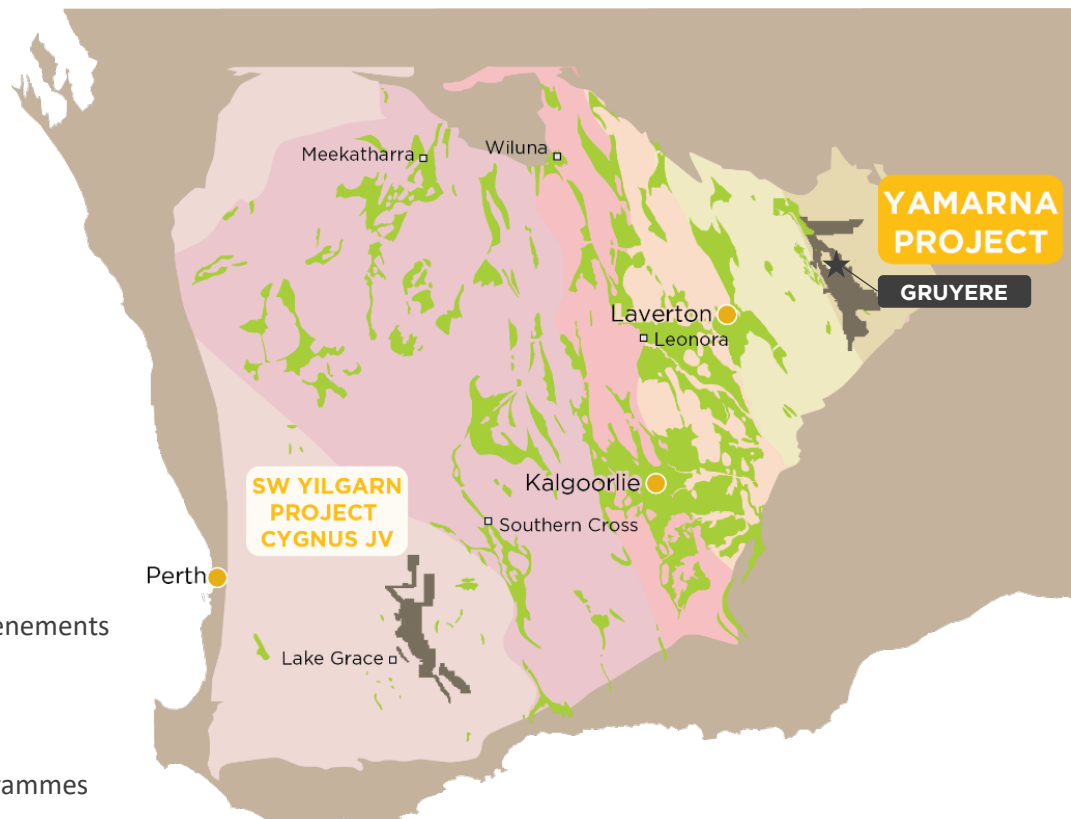 Meekatharra
Wiluna
YAMARNA
PROJECT
GRUYERE
Laverton
Leonora
SW YILGARN
PROJECT
CYGNUS JV
Kalgoorlie
Southern Cross
Perth
enements
Lake Grace
rammes